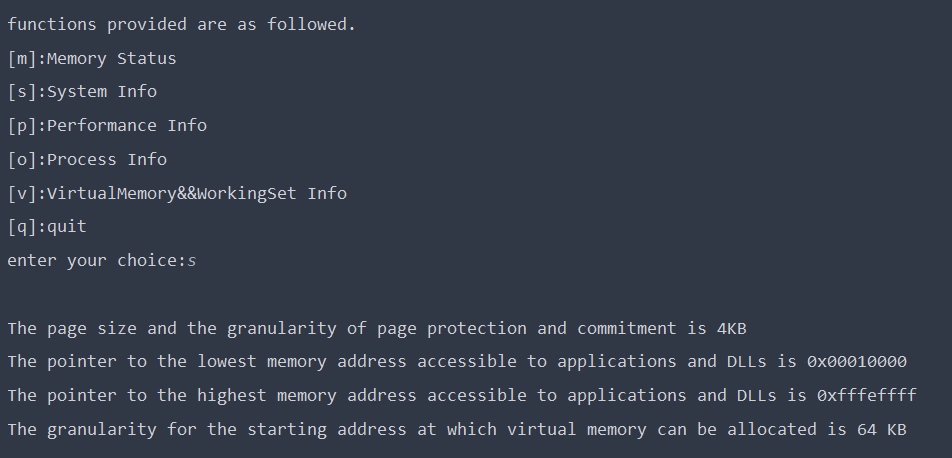 functions provided are as followed.
[m]:Memory Status
[s]:System Info
[p]:Performance Info
[o]:Process Info
[v]:VirtualMemory&&WorkingSet Info
[q]:quit
enter your choice:s
The page size and the granularity of page protection and commitment is 4KB
The pointer to the lowest memory address accessible to applications and DLLs is 0x00010000
The pointer to the highest memory address accessible to applications and DLLs is 0xfffeffff
The granularity for the starting address at which virtual memory can be allocated is 64 KB